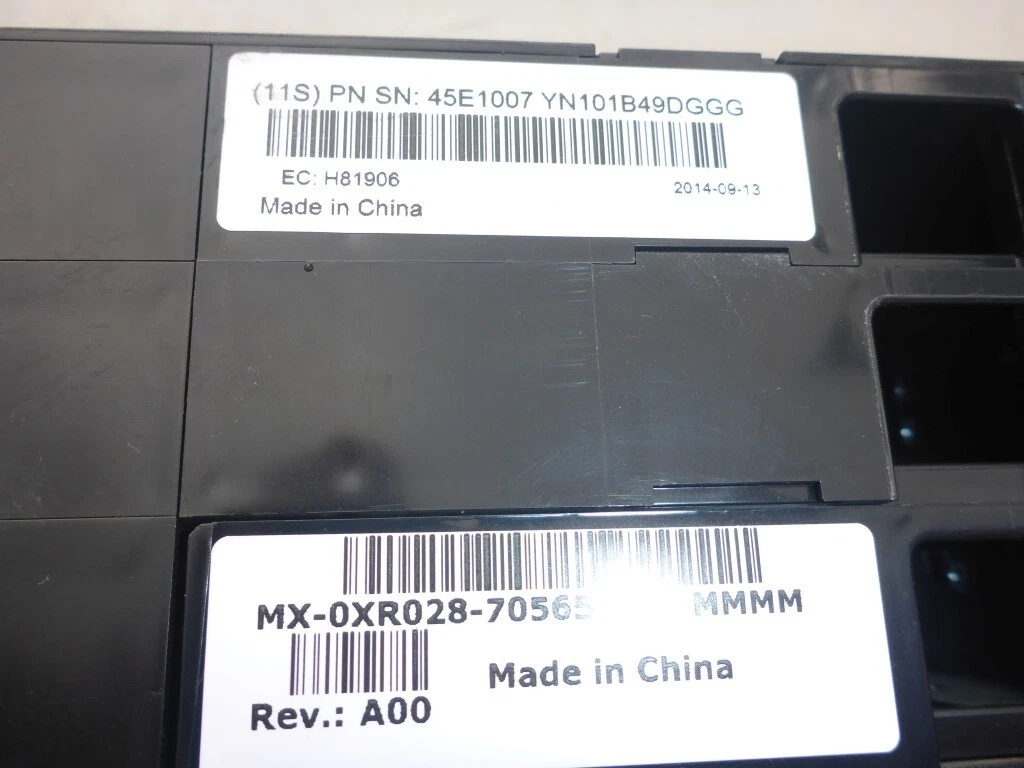 (11S) PN SN: 45E1007 YN101B49DGGG
EC: H81906
2014-09-13
Made in China
MX-0XR028-70565 MMMM
Made in China
Rev.: A00